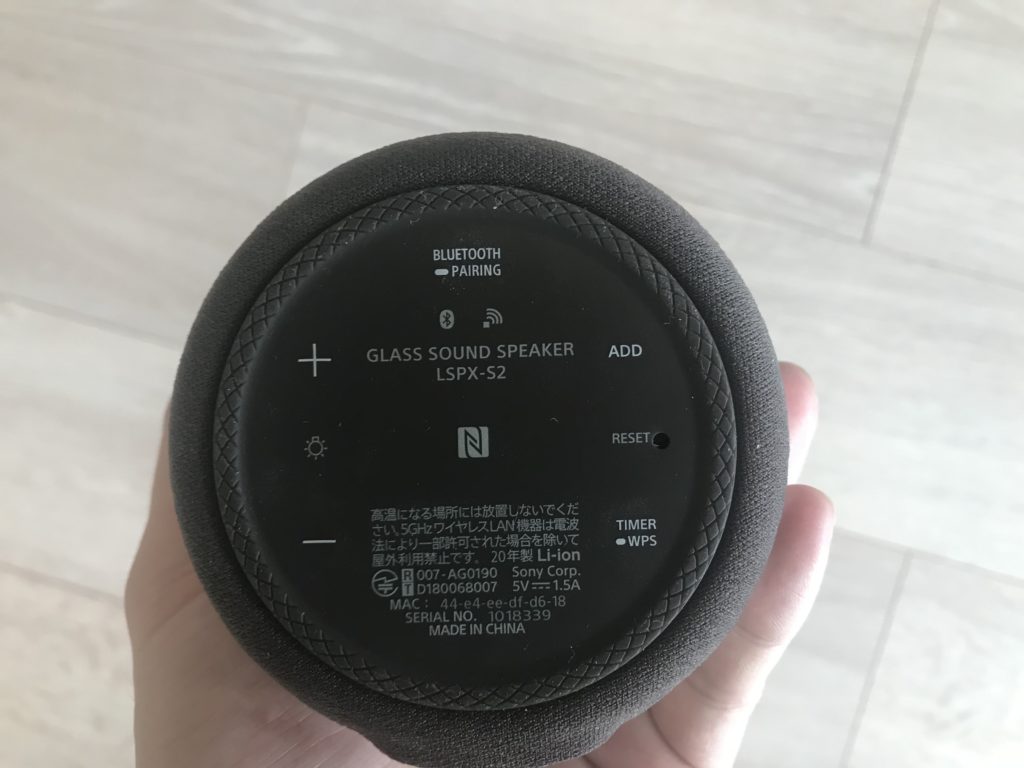 BLUETOOTH
PAIRING
GLASS SOUND SPEAKER
LSPX-S2
ADD
RESET
高温になる場所には放置しないでくだ
さい。5GHzワイヤレスLAN機器は電波
法により一部許可された場合を除いて
屋外利用禁止です。 20年製 Li-ion
TIMER
WPS
R 007-AG0190 Sony Corp.
T D180068007 5V⎓1.5A
MAC : 44-e4-ee-df-d6-18
SERIAL NO. 1018339
MADE IN CHINA